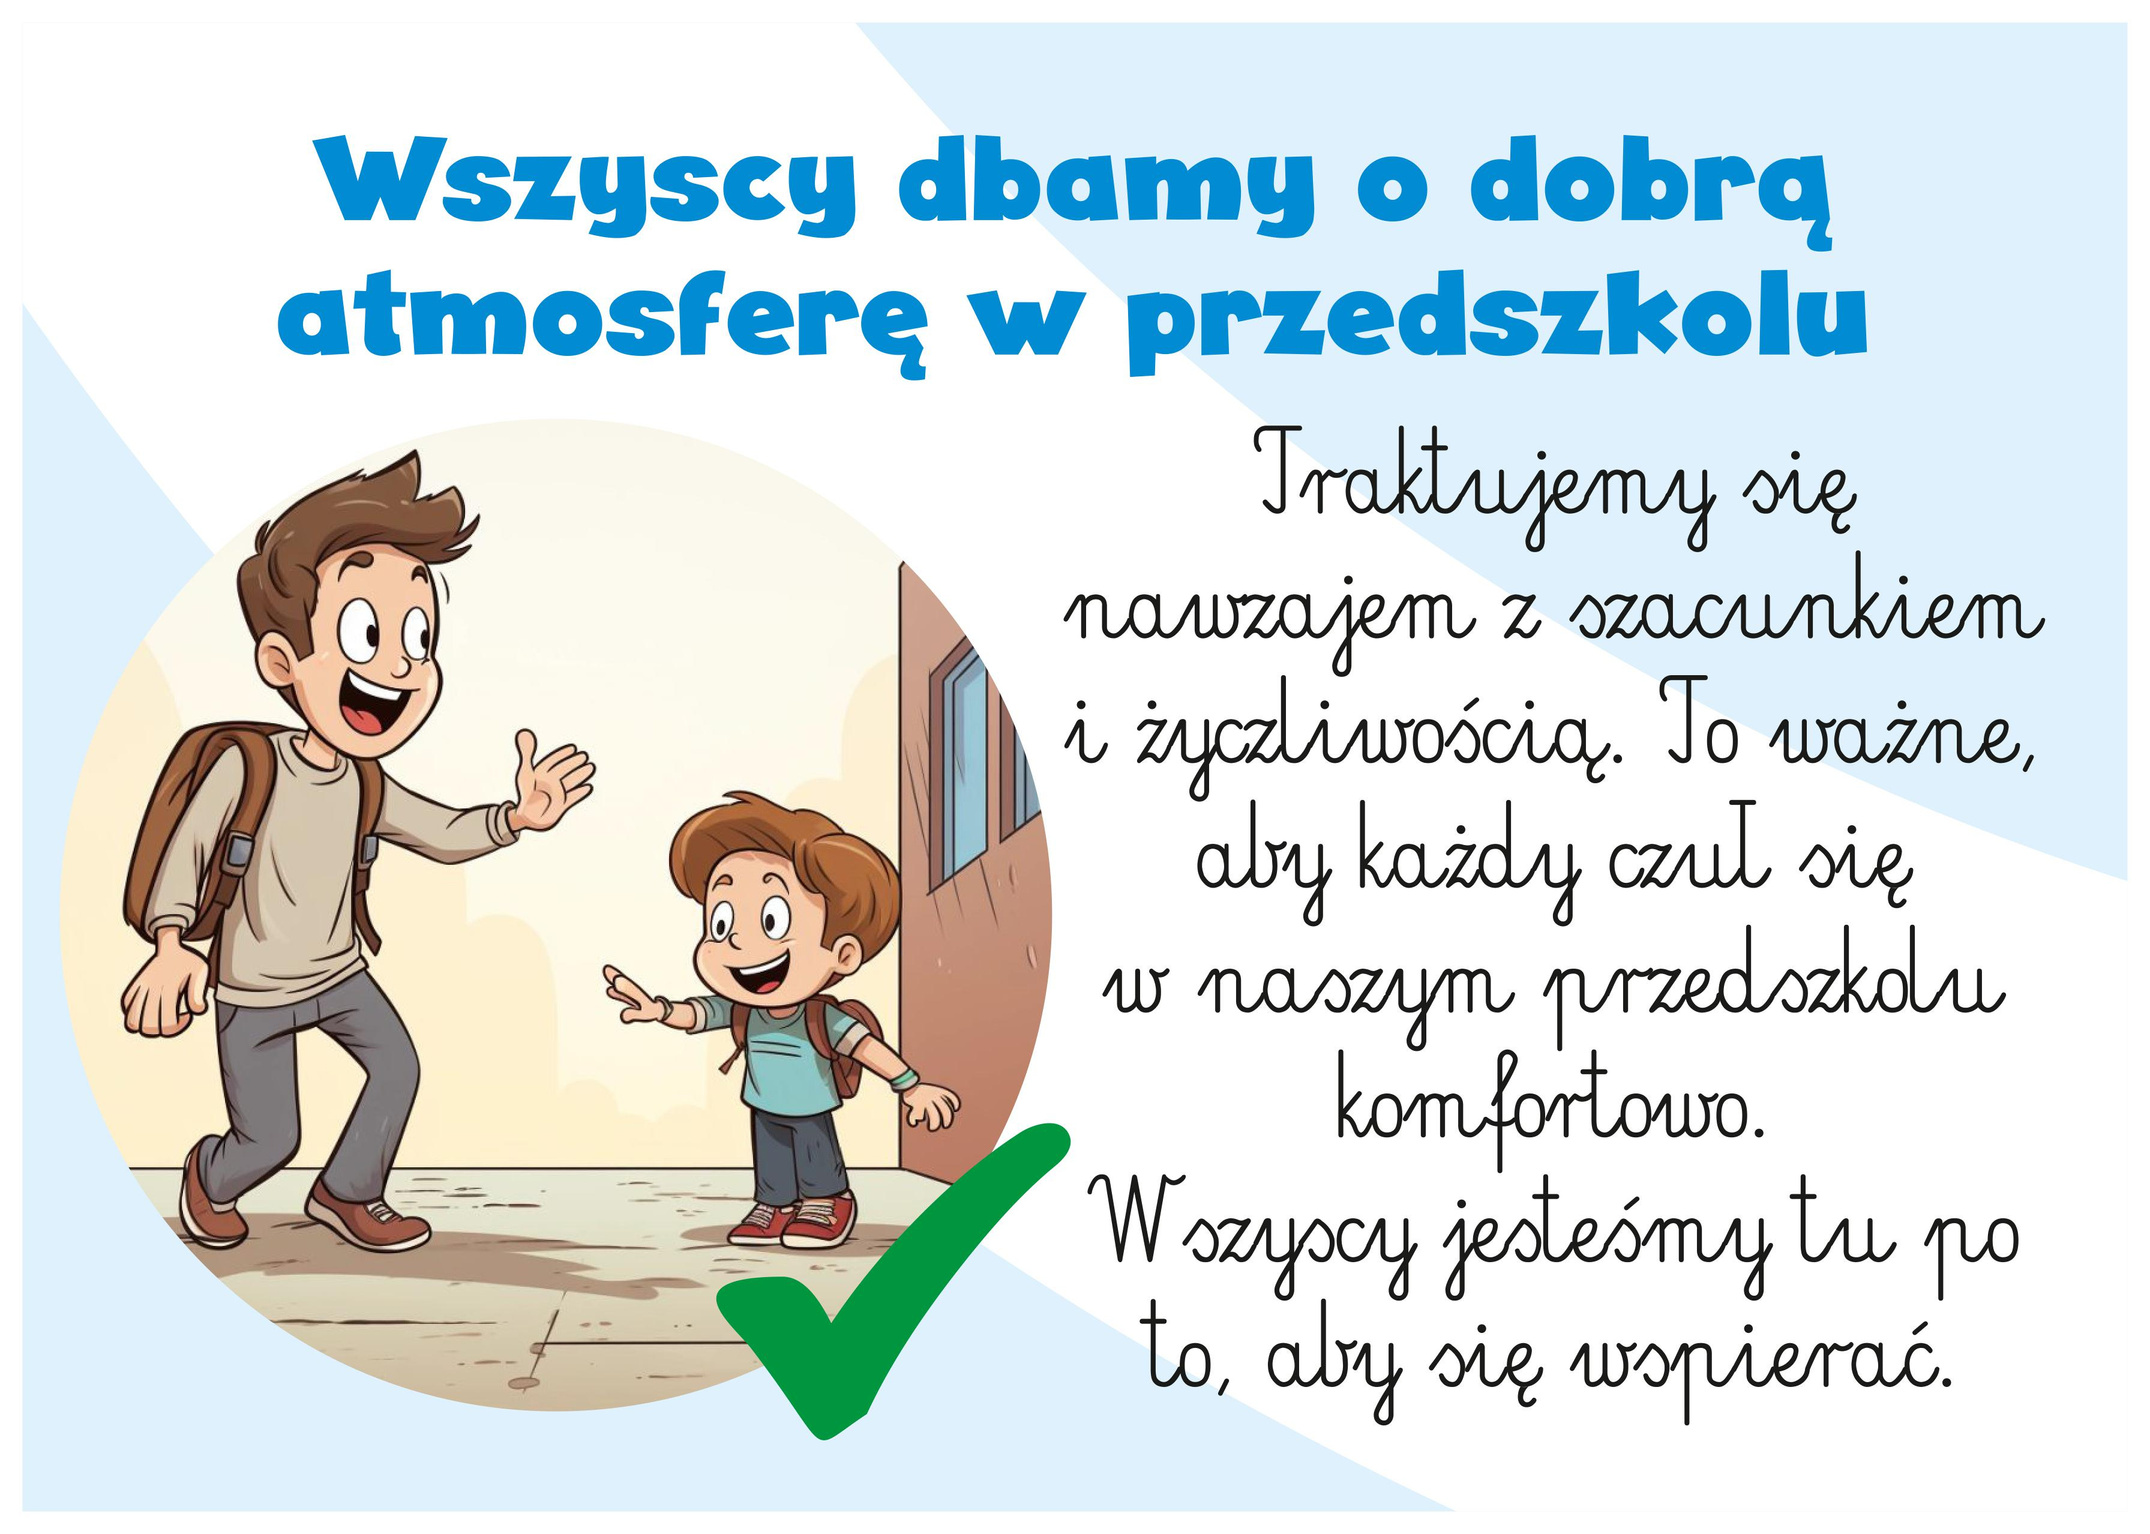 Wszyscy dbamy o dobrą
atmosferę w przedszkolu
Traktujemy się
nawzajem z szacunkiem
i życzliwością. To ważne,
aby każdy czuł się
w naszym przedszkolu
komfortowo.
Wszyscy jesteśmy tu po
to, aby się wspierać.